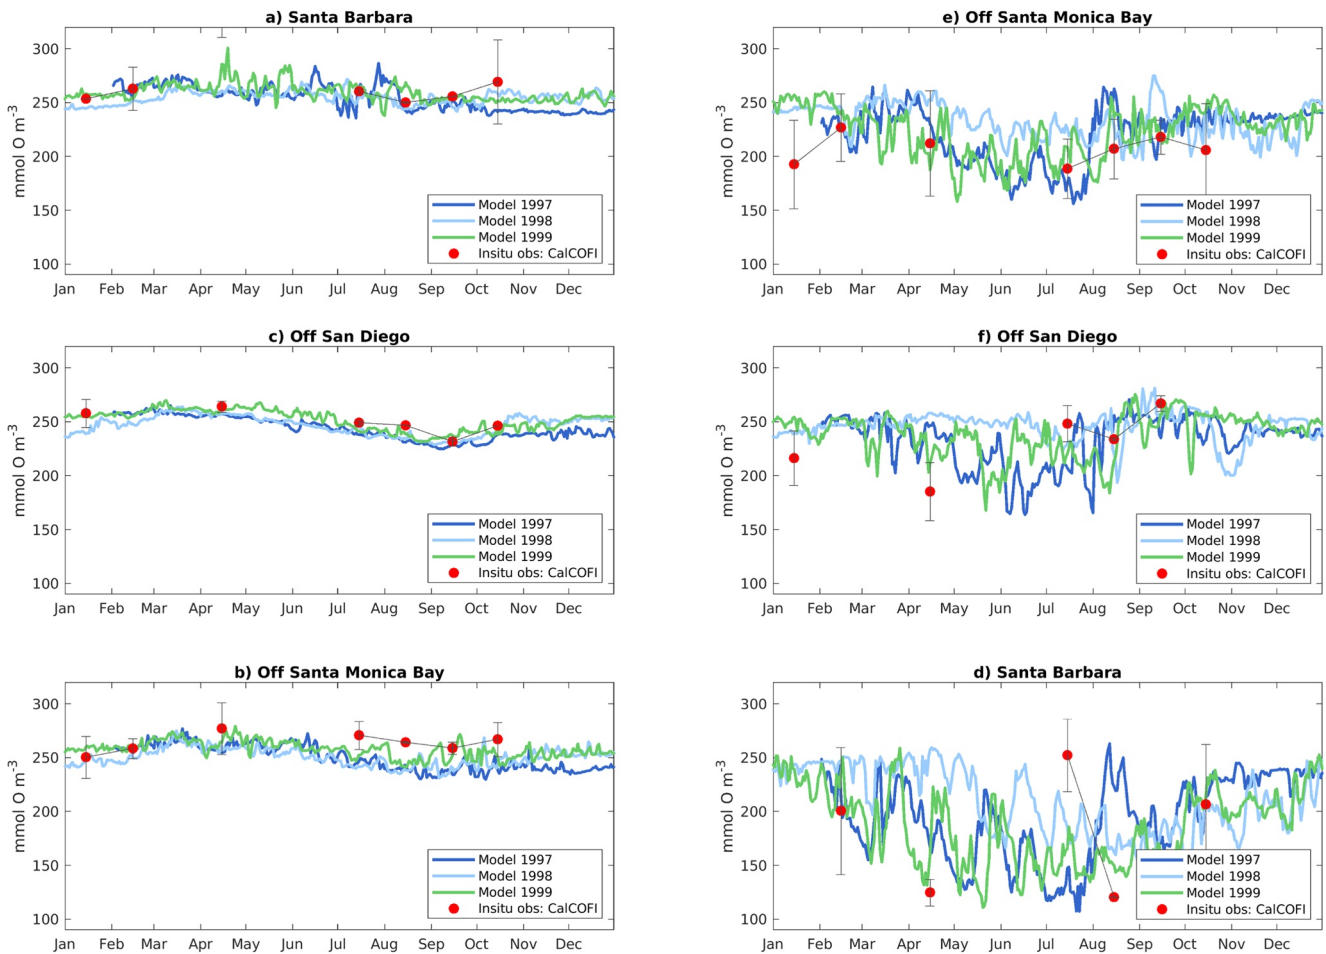 a) Santa Barbara
mmol O m-3
300
250
200
150
100
Jan Feb Mar Apr May Jun Jul Aug Sep Oct Nov Dec
Model 1997
Model 1998
Model 1999
Insitu obs: CalCOFI
e) Off Santa Monica Bay
mmol O m-3
300
250
200
150
100
Jan Feb Mar Apr May Jun Jul Aug Sep Oct Nov Dec
Model 1997
Model 1998
Model 1999
Insitu obs: CalCOFI
c) Off San Diego
mmol O m-3
300
250
200
150
100
Jan Feb Mar Apr May Jun Jul Aug Sep Oct Nov Dec
Model 1997
Model 1998
Model 1999
Insitu obs: CalCOFI
f) Off San Diego
mmol O m-3
300
250
200
150
100
Jan Feb Mar Apr May Jun Jul Aug Sep Oct Nov Dec
Model 1997
Model 1998
Model 1999
Insitu obs: CalCOFI
b) Off Santa Monica Bay
mmol O m-3
300
250
200
150
100
Jan Feb Mar Apr May Jun Jul Aug Sep Oct Nov Dec
Model 1997
Model 1998
Model 1999
Insitu obs: CalCOFI
d) Santa Barbara
mmol O m-3
300
250
200
150
100
Jan Feb Mar Apr May Jun Jul Aug Sep Oct Nov Dec
Model 1997
Model 1998
Model 1999
Insitu obs: CalCOFI